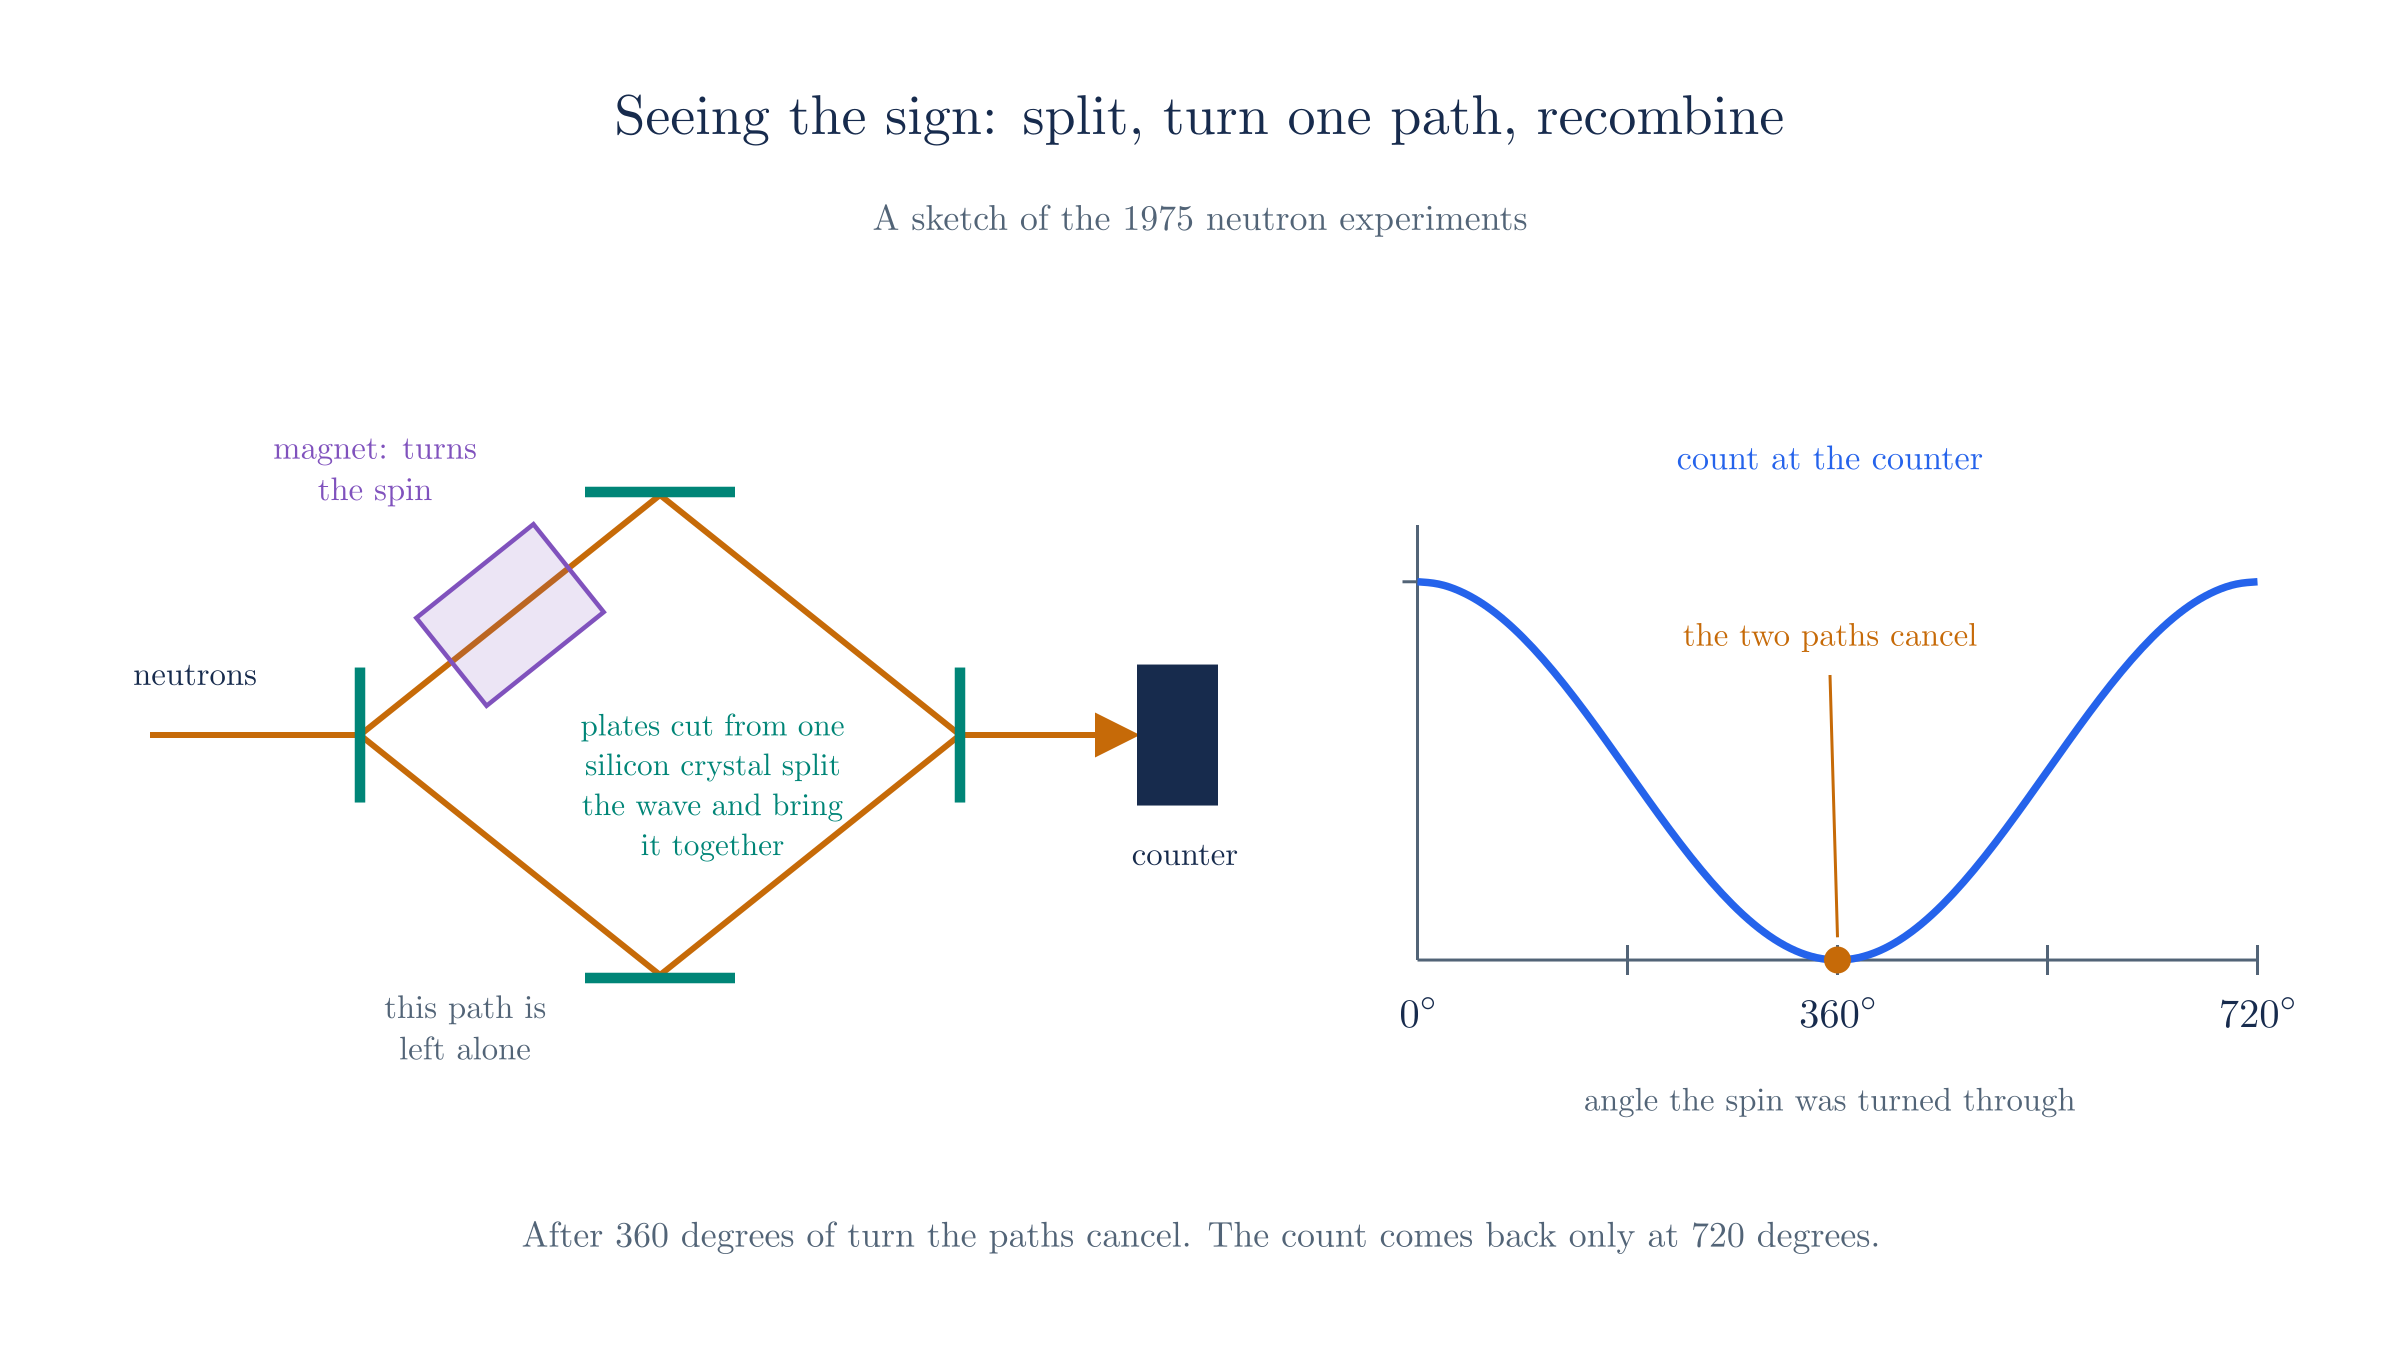 Seeing the sign: split, turn one path, recombine
A sketch of the 1975 neutron experiments
magnet: turns
the spin
neutrons
plates cut from one
silicon crystal split
the wave and bring
it together
counter
this path is
left alone
count at the counter
the two paths cancel
0°
360°
720°
angle the spin was turned through
After 360 degrees of turn the paths cancel. The count comes back only at 720 degrees.